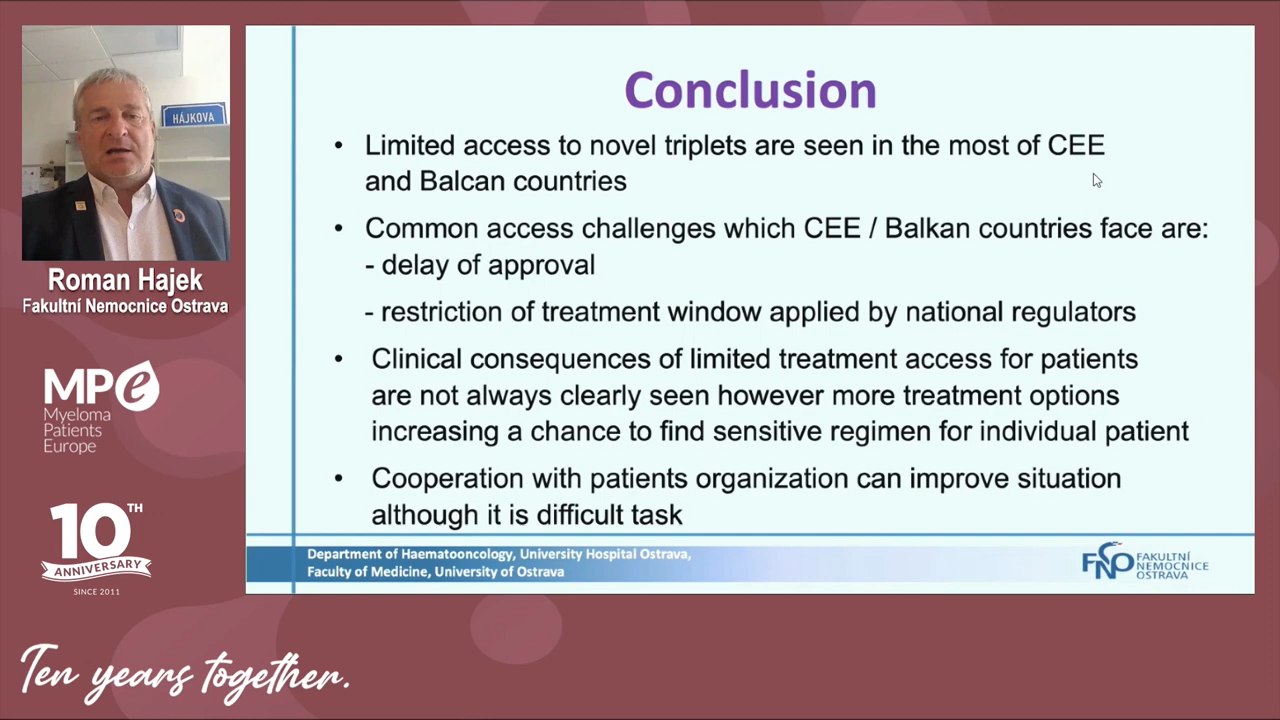 HÁJKOVA
Roman Hajek
Fakultní Nemocnice Ostrava
MPe
Myeloma
Patients
Europe
10TH
ANNIVERSARY
SINCE 2011
Ten years together.
Conclusion
• Limited access to novel triplets are seen in the most of CEE
and Balcan countries
• Common access challenges which CEE / Balkan countries face are:
- delay of approval
- restriction of treatment window applied by national regulators
• Clinical consequences of limited treatment access for patients
are not always clearly seen however more treatment options
increasing a chance to find sensitive regimen for individual patient
• Cooperation with patients organization can improve situation
although it is difficult task
Department of Haematooncology, University Hospital Ostrava,
Faculty of Medicine, University of Ostrava
FNO
FAKULTNÍ
NEMOCNICE
OSTRAVA